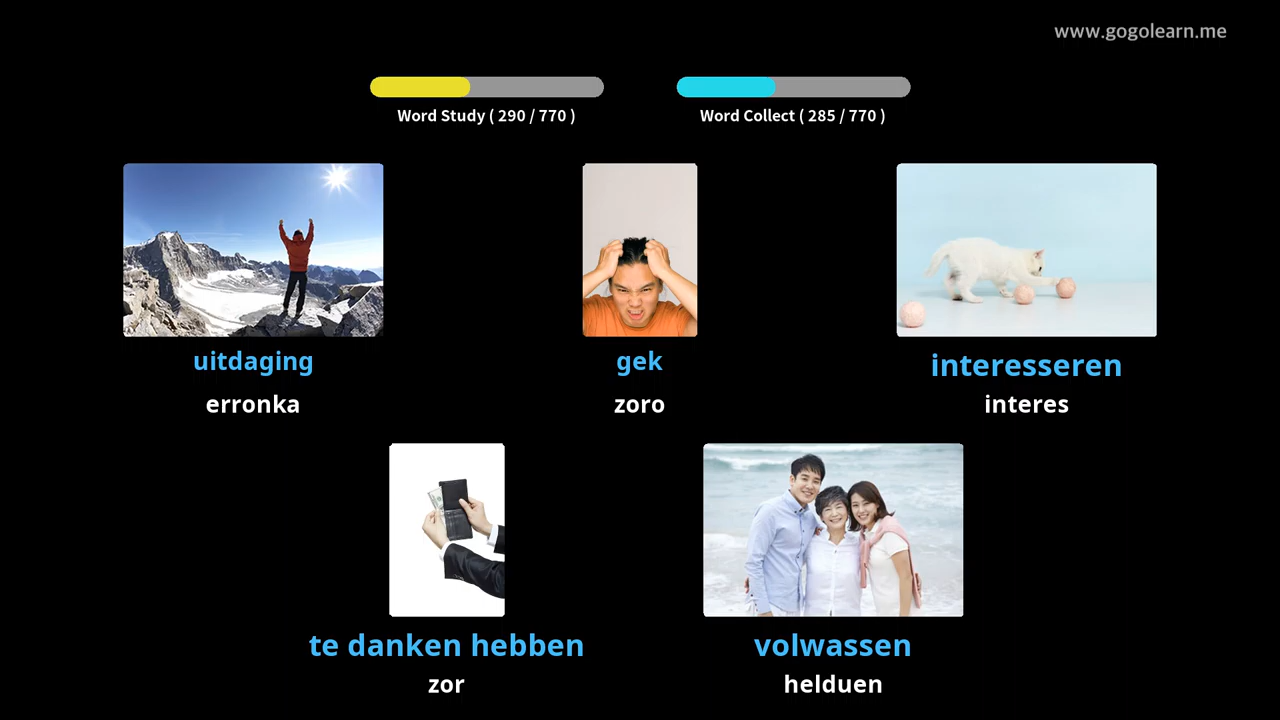 www.gogolearn.me
Word Study ( 290 / 770 )
Word Collect ( 285 / 770 )
uitdaging
erronka
gek
zoro
interesseren
interes
te danken hebben
zor
volwassen
helduen